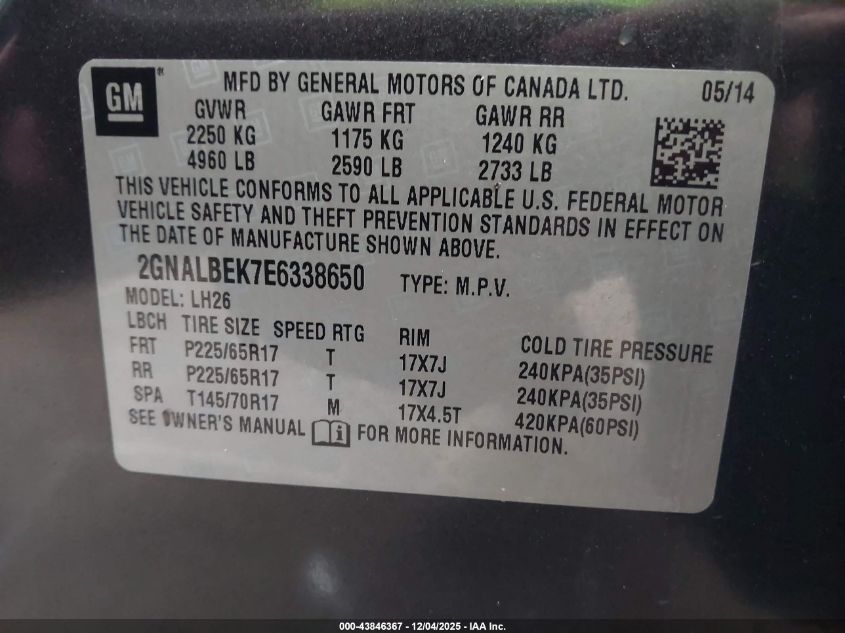 GM ®
MFD BY GENERAL MOTORS OF CANADA LTD. 05/14
GVWR GAWR FRT GAWR RR
2250 KG 1175 KG 1240 KG
4960 LB 2590 LB 2733 LB
THIS VEHICLE CONFORMS TO ALL APPLICABLE U.S. FEDERAL MOTOR
VEHICLE SAFETY AND THEFT PREVENTION STANDARDS IN EFFECT ON
THE DATE OF MANUFACTURE SHOWN ABOVE.
2GNALBEK7E6338650 TYPE: M.P.V.
MODEL: LH26
LBCH TIRE SIZE SPEED RTG RIM COLD TIRE PRESSURE
FRT P225/65R17 T 17X7J 240KPA(35PSI)
RR P225/65R17 T 17X7J 240KPA(35PSI)
SPA T145/70R17 M 17X4.5T 420KPA(60PSI)
SEE OWNER'S MANUAL FOR MORE INFORMATION.
000-43846367 - 12/04/2025 - IAA Inc.